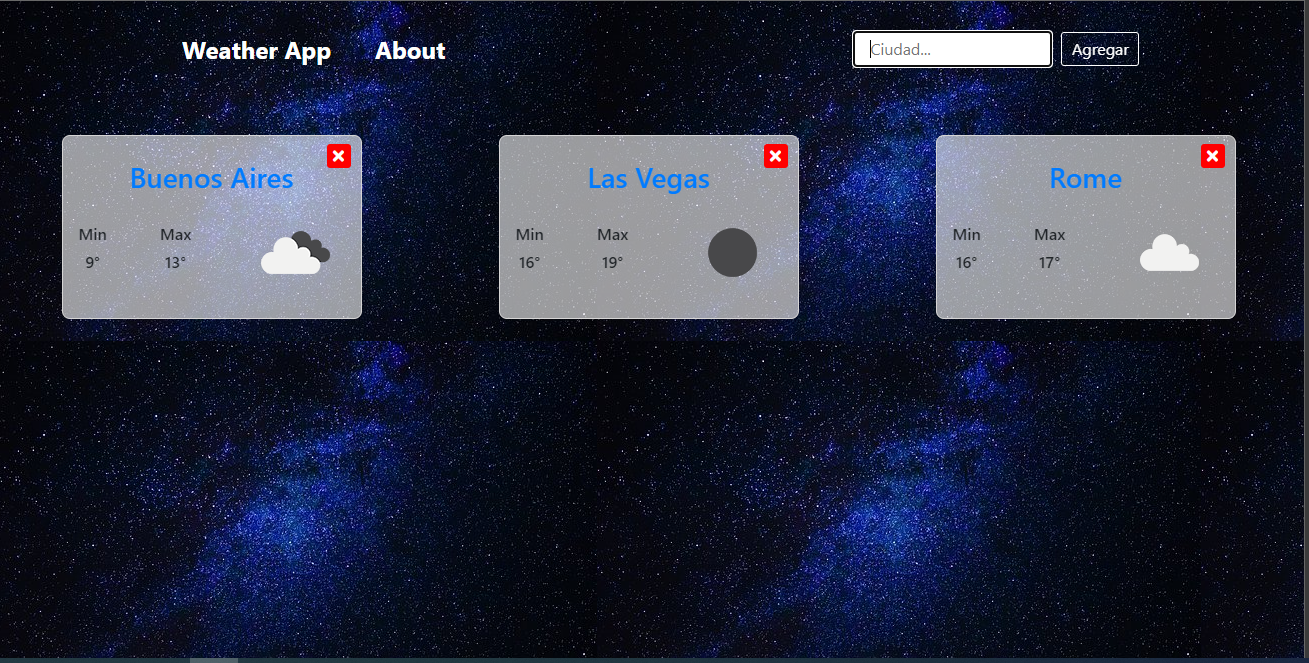 Weather App About Ciudad... Agregar
Buenos Aires
Min Max
9° 13°
Las Vegas
Min Max
16° 19°
Rome
Min Max
16° 17°